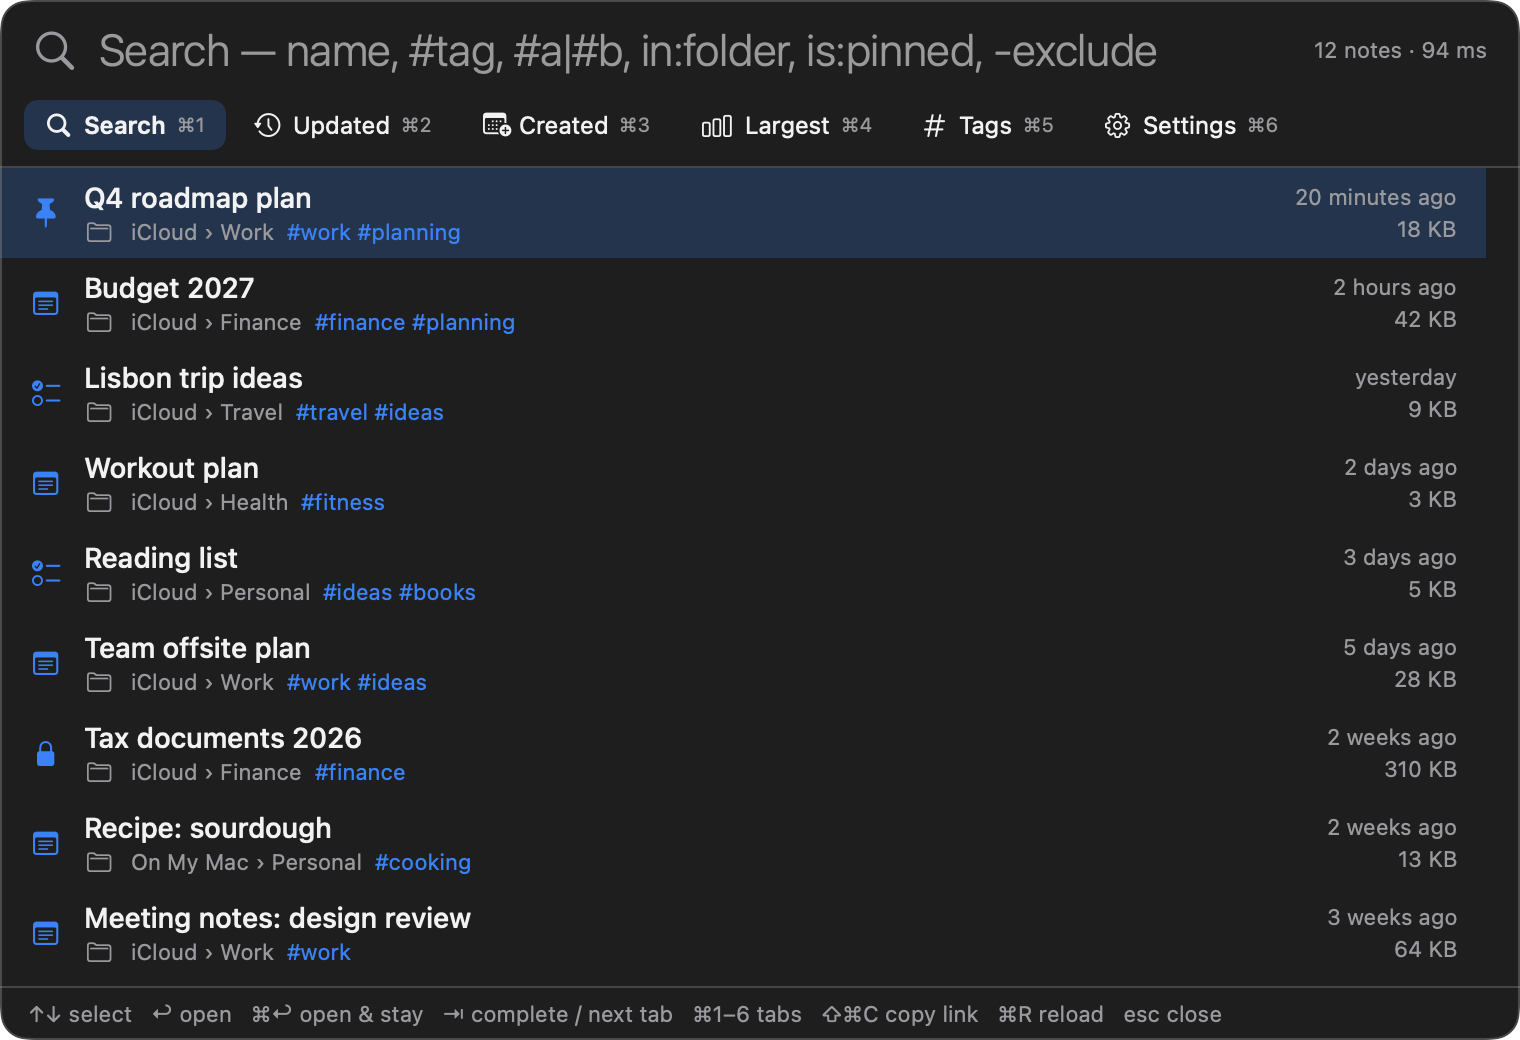 Search — name, #tag, #a|#b, in:folder, is:pinned, -exclude
12 notes · 94 ms
Search ⌘1 Updated ⌘2 Created ⌘3 Largest ⌘4 # Tags ⌘5 Settings ⌘6
Q4 roadmap plan
20 minutes ago
iCloud › Work #work #planning
18 KB
Budget 2027
2 hours ago
iCloud › Finance #finance #planning
42 KB
Lisbon trip ideas
yesterday
iCloud › Travel #travel #ideas
9 KB
Workout plan
2 days ago
iCloud › Health #fitness
3 KB
Reading list
3 days ago
iCloud › Personal #ideas #books
5 KB
Team offsite plan
5 days ago
iCloud › Work #work #ideas
28 KB
Tax documents 2026
2 weeks ago
iCloud › Finance #finance
310 KB
Recipe: sourdough
2 weeks ago
On My Mac › Personal #cooking
13 KB
Meeting notes: design review
3 weeks ago
iCloud › Work #work
64 KB
↑↓ select ↩ open ⌘↩ open & stay ⇥ complete / next tab ⌘1–6 tabs ⇧⌘C copy link ⌘R reload esc close